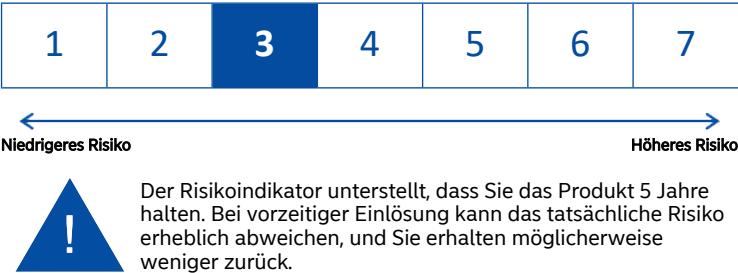 1 2 3 4 5 6 7
Niedrigeres Risiko Höheres Risiko
! Der Risikoindikator unterstellt, dass Sie das Produkt 5 Jahre
halten. Bei vorzeitiger Einlösung kann das tatsächliche Risiko
erheblich abweichen, und Sie erhalten möglicherweise
weniger zurück.